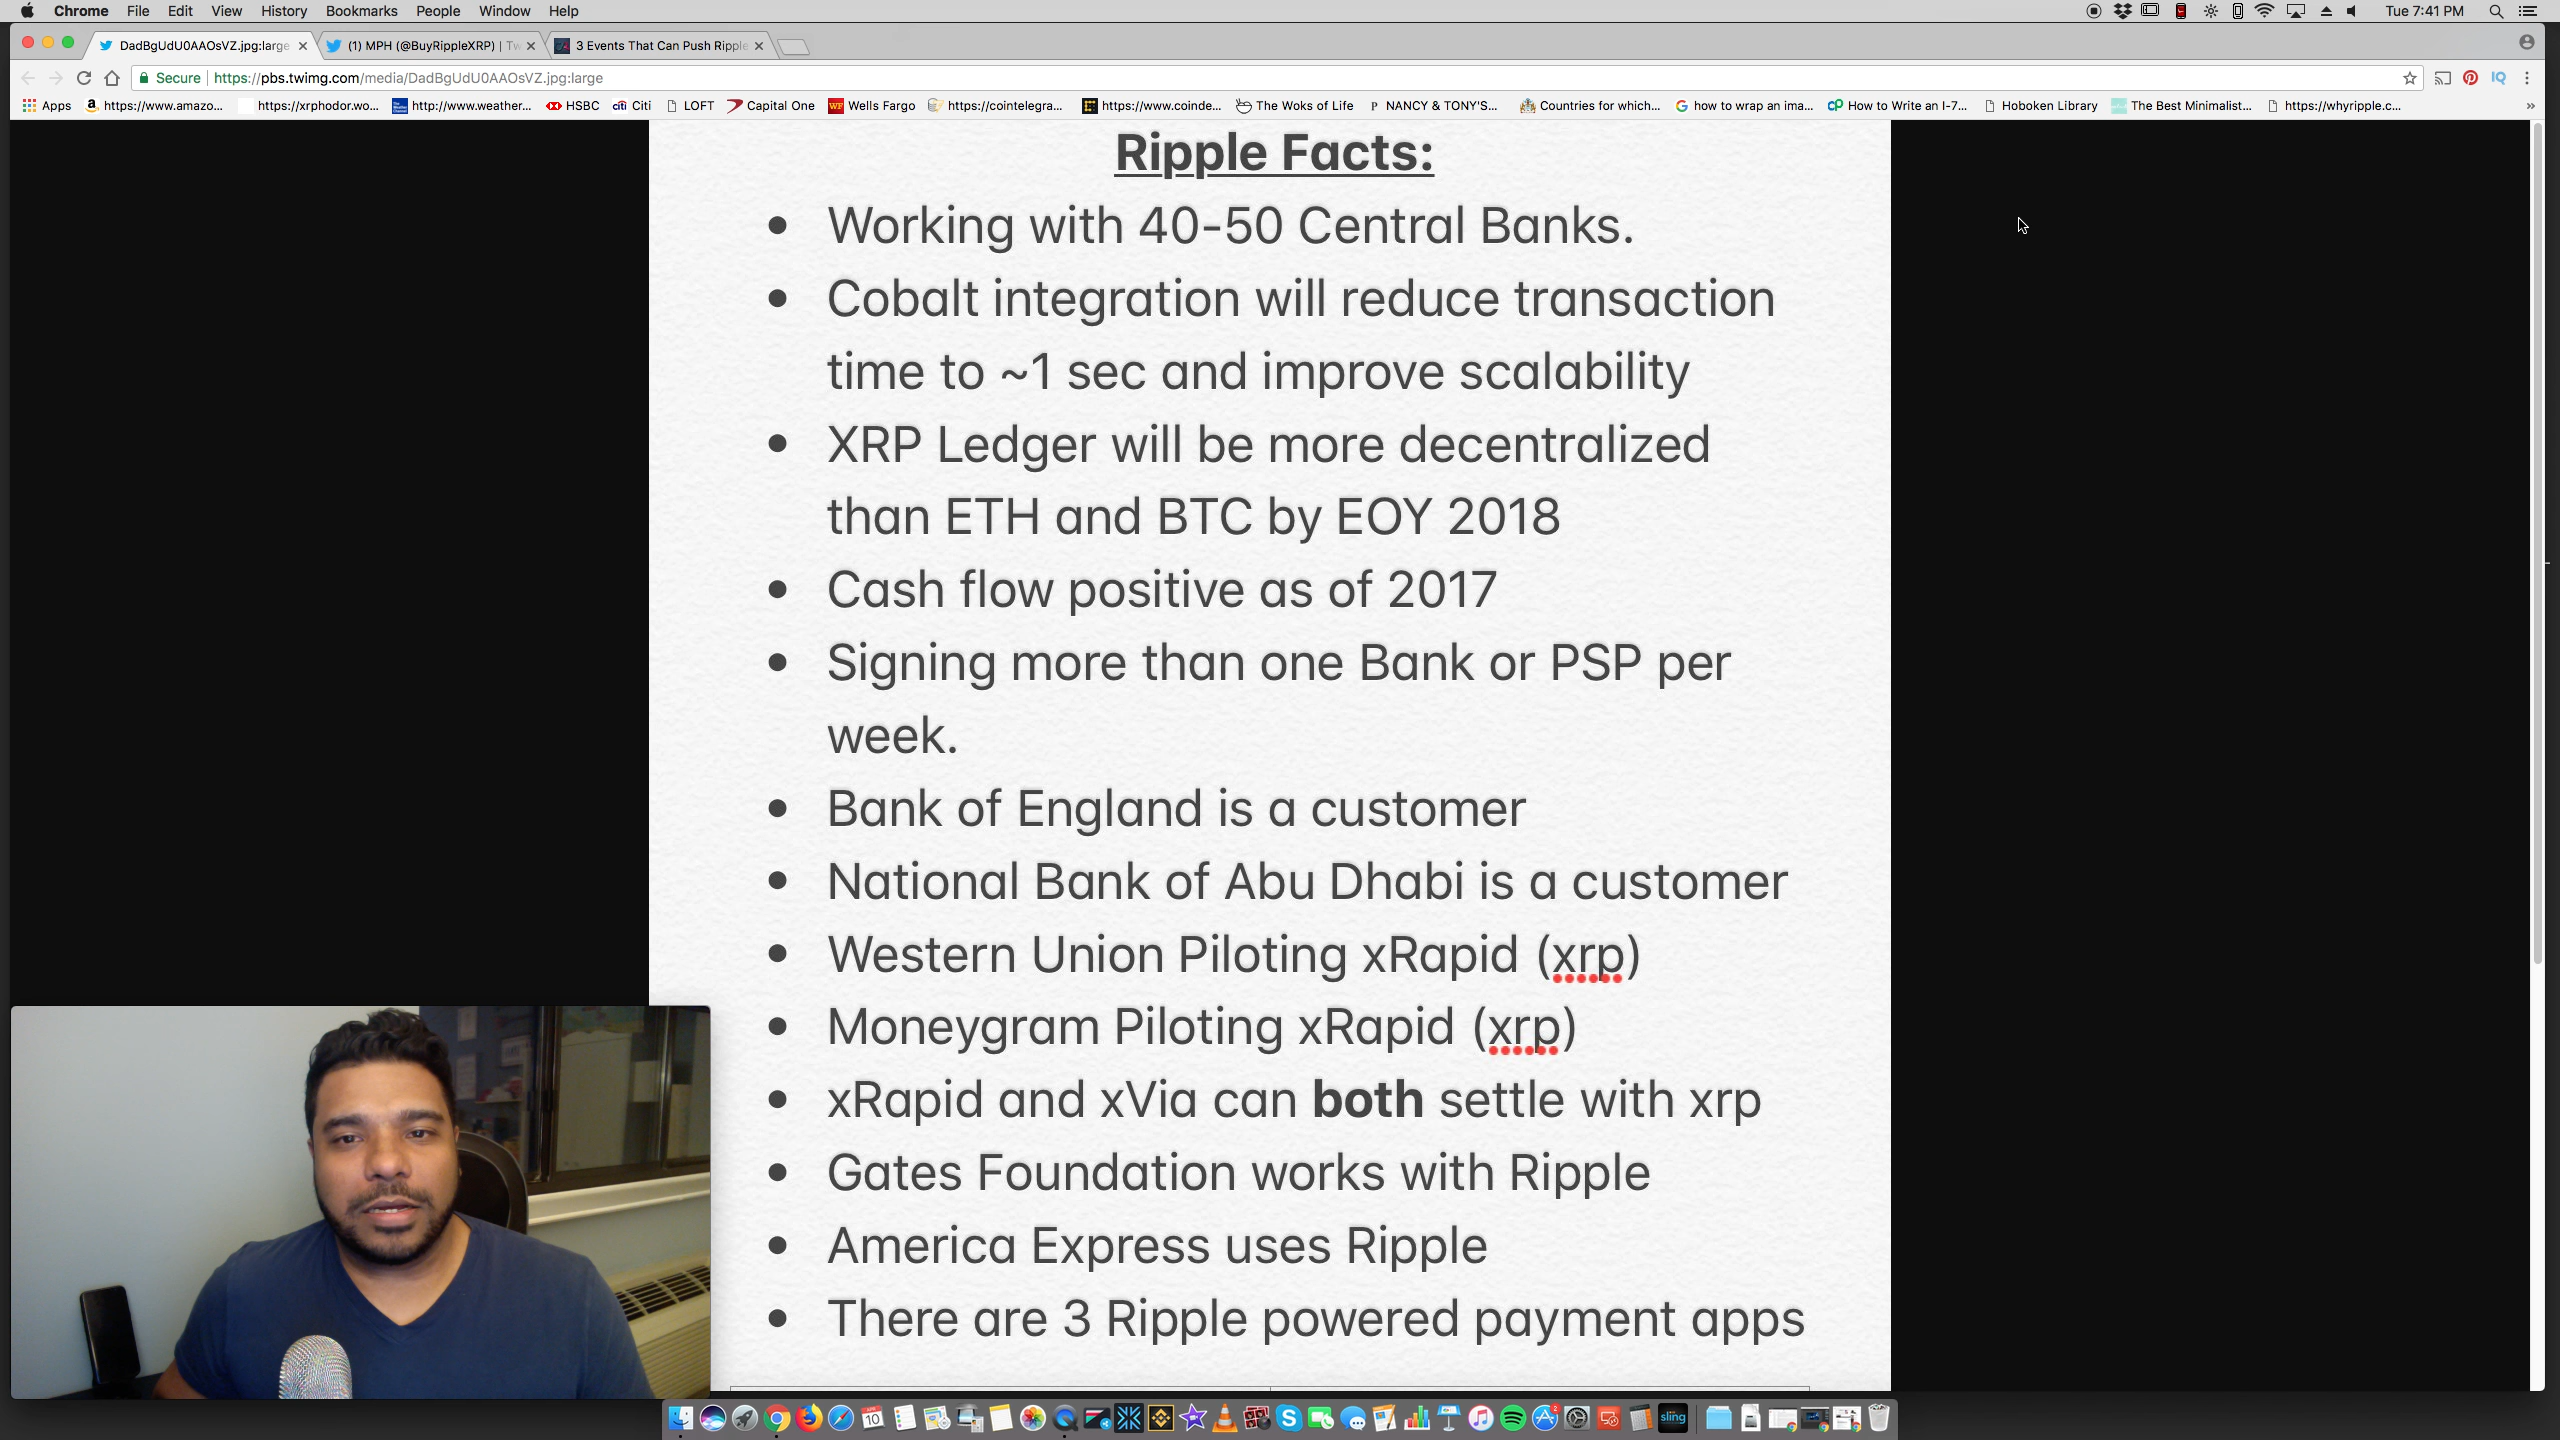 Chrome File Edit View History Bookmarks People Window Help Tue 7:41 PM
DadBgUdU0AAOsVZ.jpg:large (1) MPH (@BuyRippleXRP) | Tw 3 Events That Can Push Ripple
Secure https://pbs.twimg.com/media/DadBgUdU0AAOsVZ.jpg:large
Apps https://www.amazo... https://xrphodor.wo... http://www.weather... HSBC citi Citi LOFT Capital One WF Wells Fargo https://cointelegra... https://www.coinde... The Woks of Life P NANCY & TONY'S... Countries for which... how to wrap an ima... How to Write an I-7... Hoboken Library The Best Minimalist... https://whyripple.c... »
Ripple Facts:
• Working with 40-50 Central Banks.
• Cobalt integration will reduce transaction
time to ~1 sec and improve scalability
• XRP Ledger will be more decentralized
than ETH and BTC by EOY 2018
• Cash flow positive as of 2017
• Signing more than one Bank or PSP per
week.
• Bank of England is a customer
• National Bank of Abu Dhabi is a customer
• Western Union Piloting xRapid (xrp)
• Moneygram Piloting xRapid (xrp)
• xRapid and xVia can both settle with xrp
• Gates Foundation works with Ripple
• America Express uses Ripple
• There are 3 Ripple powered payment apps
10 sling